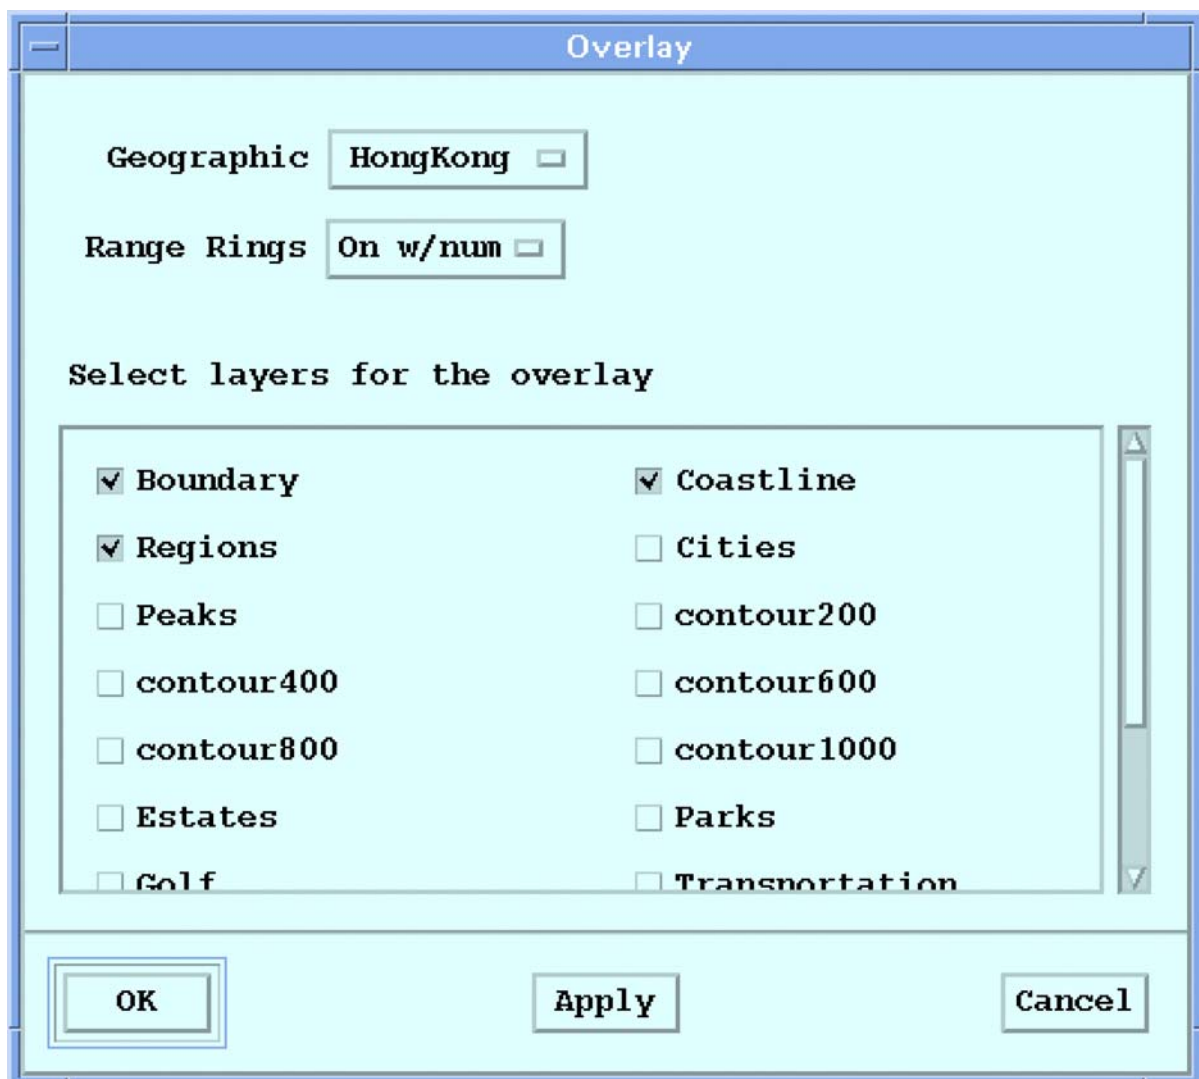 Overlay
Geographic HongKong
Range Rings On w/num
Select layers for the overlay
Boundary Coastline
Regions Cities
Peaks contour200
contour400 contour600
contour800 contour1000
Estates Parks
Golf Transportation
OK Apply Cancel